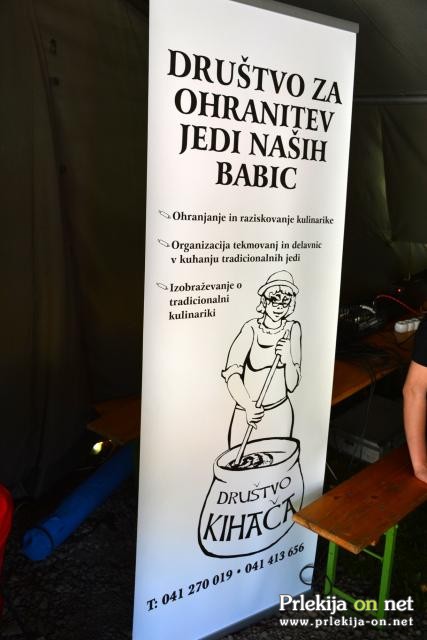 DRUŠTVO ZA
OHRANITEV
JEDI NAŠIH
BABIC
Ohranjanje in raziskovanje kulinarike
Organizacija tekmovanj in delavnic
v kuhanju tradicionalnih jedi
Izobraževanje o
tradicionalni
kulinariki
DRUŠTVO
KIHAČA
T: 041 270 019 • 041 413 656
Prlekija on net
www.prlekija-on.net